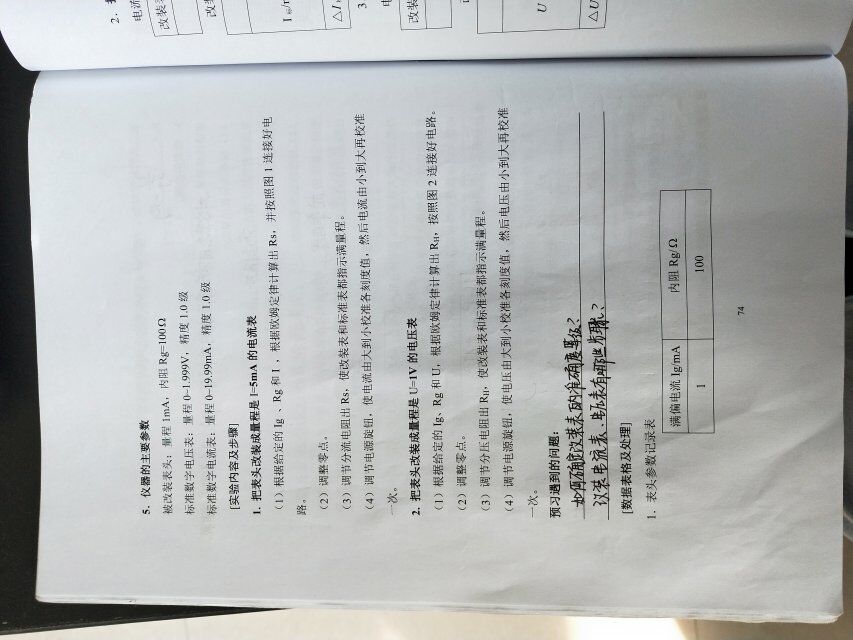 5. 仪器的主要参数
被改装表头：量程 1mA，内阻 Rg=100Ω
标准数字电压表：量程 0–1.999V，精度 1.0 级
标准数字电流表：量程 0–19.99mA，精度 1.0 级
[实验内容及步骤]
1. 把表头改装成量程是 I=5mA 的电流表
（1）根据给定的 Ig 、Rg 和 I ，根据欧姆定律计算出 Rs，并按照图 1 连接好电
路。
（2）调整零点。
（3）调节分流电阻出 Rs，使改装表和标准表都指示满量程。
（4）调节电源旋钮，使电流由大到小校准各刻度值，然后电流由小到大再校准
一次。
2. 把表头改装成量程是 U=1V 的电压表
（1）根据给定的 Ig、Rg 和 U，根据欧姆定律计算出 RH，按照图 2 连接好电路。
（2）调整零点。
（3）调节分压电阻出 RH，使改装表和标准表都指示满量程。
（4）调节电源旋钮，使电压由大到小校准各刻度值，然后电压由小到大再校准
一次。
预习遇到的问题：
如何确定改装表的准确度等级？
改装电流表、电压表有哪些步骤？
[数据表格及处理]
1. 表头参数记录表
满偏电流 Ig/mA 内阻 Rg/Ω
1 100
74
2.
电流
改装
改
I
△I
3
电
改装
U
△U